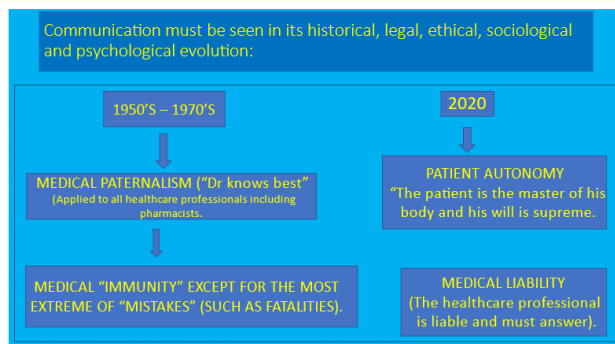 Communication must be seen in its historical, legal, ethical, sociological
and psychological evolution:
1950'S – 1970'S
MEDICAL PATERNALISM ("Dr knows best"
(Applied to all healthcare professionals including
pharmacists.
MEDICAL "IMMUNITY" EXCEPT FOR THE MOST
EXTREME OF "MISTAKES" (SUCH AS FATALITIES).
2020
PATIENT AUTONOMY
"The patient is the master of his
body and his will is supreme.
MEDICAL LIABILITY
(The healthcare professional
is liable and must answer).